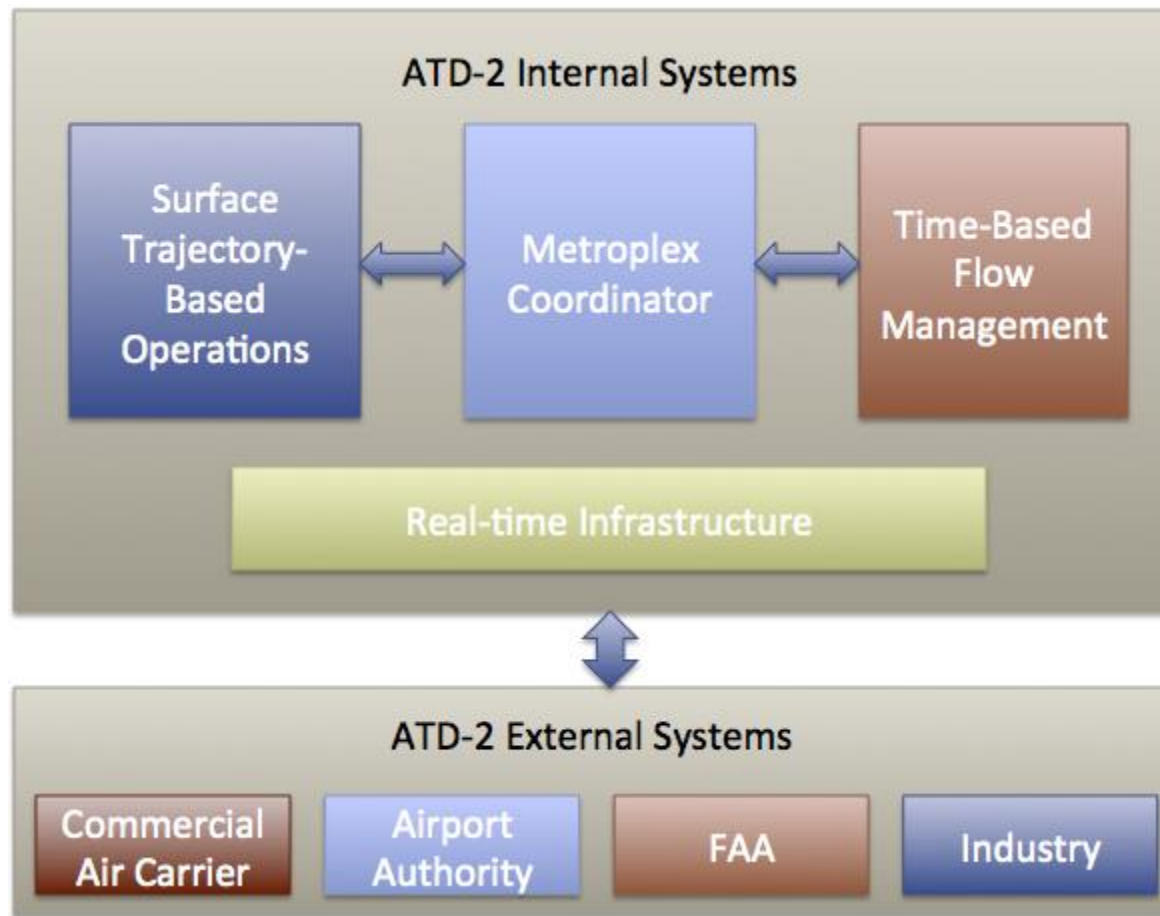 ATD-2 Internal Systems
Surface
Trajectory-
Based
Operations
Metroplex
Coordinator
Time-Based
Flow
Management
Real-time Infrastructure
ATD-2 External Systems
Commercial
Air Carrier
Airport
Authority
FAA
Industry